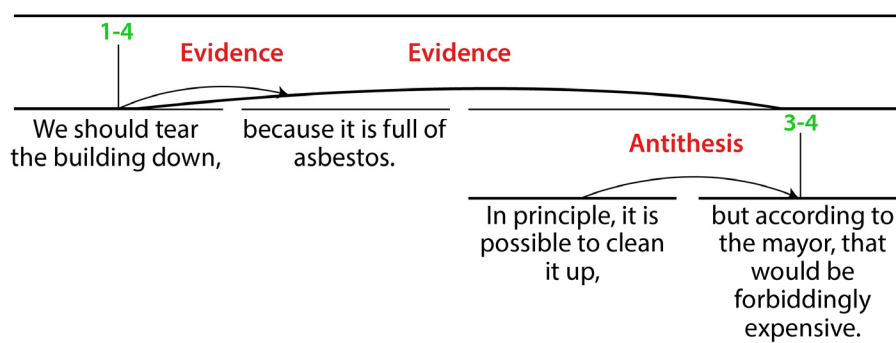 1-4
Evidence
Evidence
We should tear
the building down,
because it is full of
asbestos.
3-4
Antithesis
In principle, it is
possible to clean
it up,
but according to
the mayor, that
would be
forbiddingly
expensive.